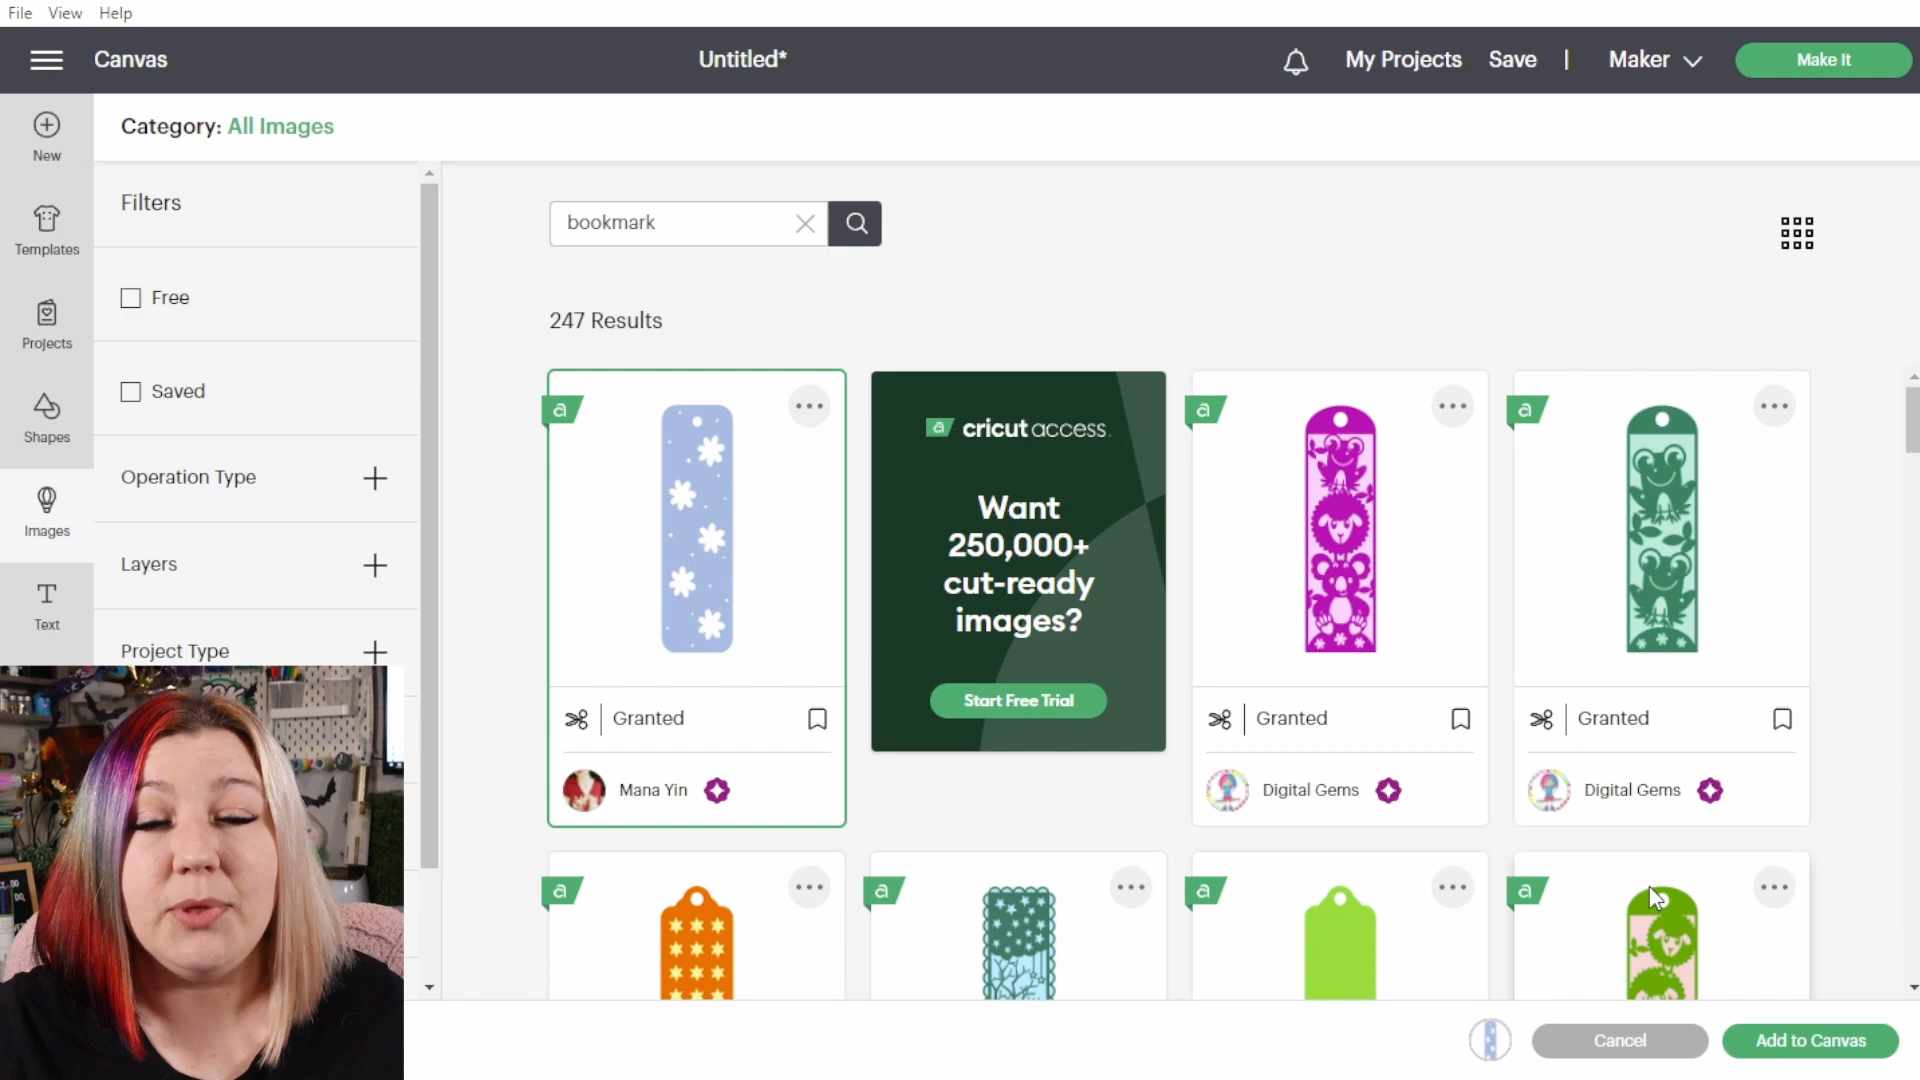 File View Help
Canvas Untitled* My Projects Save | Maker Make It
New
Templates
Projects
Shapes
Images
Text
Category: All Images
Filters
Free
Saved
Operation Type
Layers
Project Type
bookmark
247 Results
a
a cricut access
Want
250,000+
cut-ready
images?
Start Free Trial
a
a
Granted
Mana Yin
Granted
Digital Gems
Granted
Digital Gems
a
a
a
a
Cancel
Add to Canvas